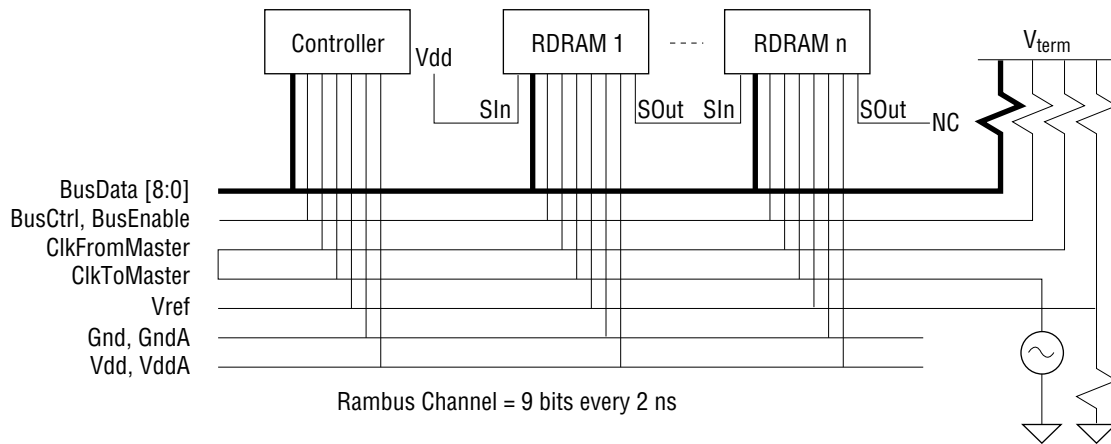 Controller
RDRAM 1
RDRAM n
V_term
Vdd
SIn
SOut
SIn
SOut
NC
BusData [8:0]
BusCtrl, BusEnable
ClkFromMaster
ClkToMaster
Vref
Gnd, GndA
Vdd, VddA
Rambus Channel = 9 bits every 2 ns